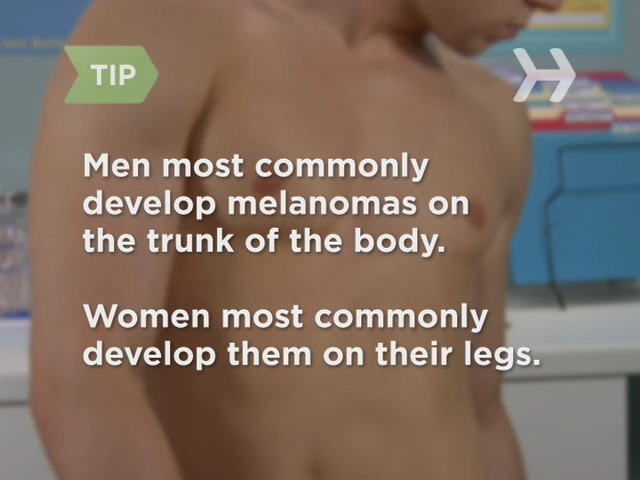 TIP
Men most commonly
develop melanomas on
the trunk of the body.
Women most commonly
develop them on their legs.